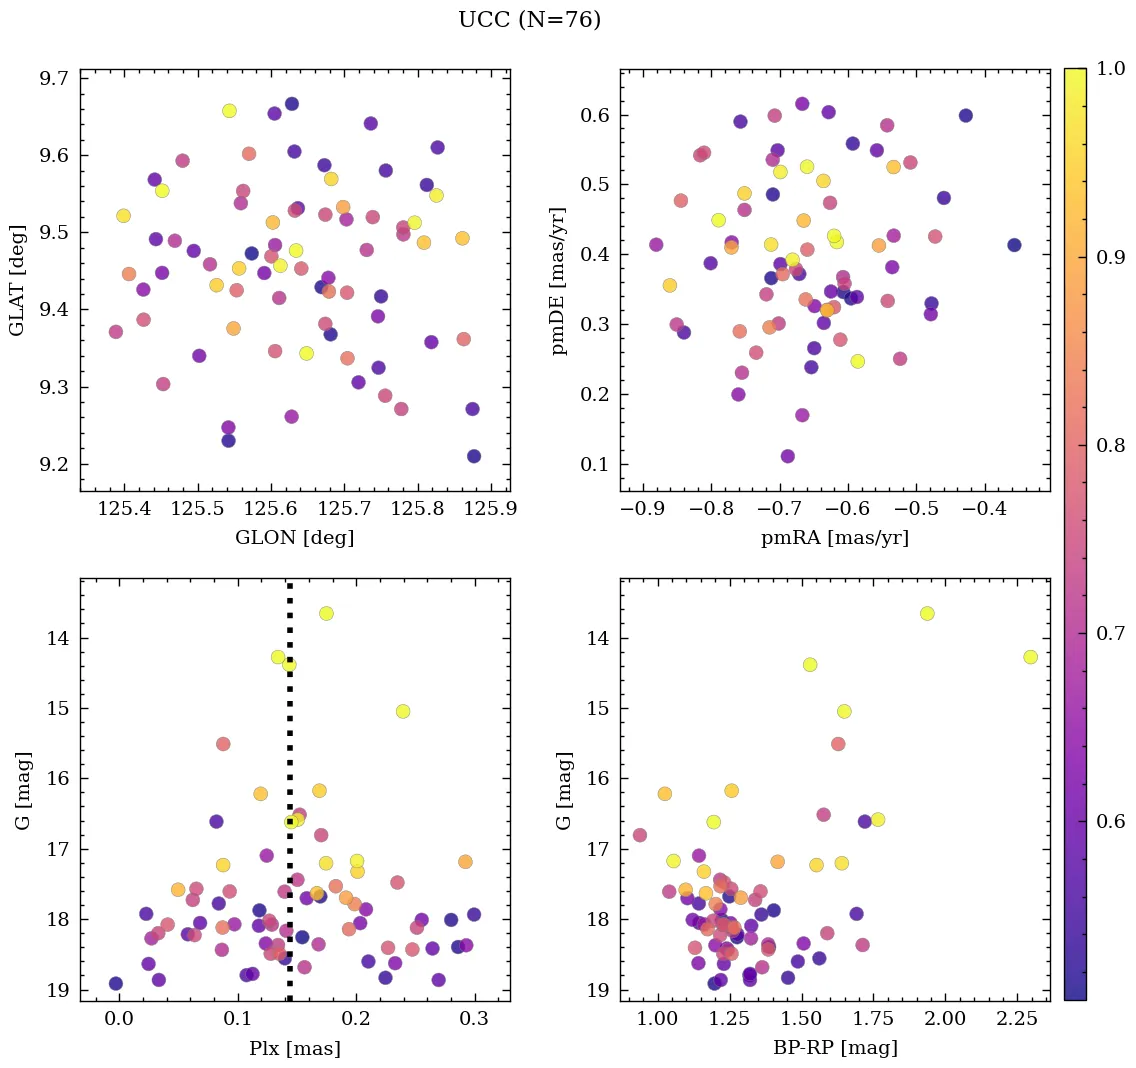 UCC (N=76)
9.7
9.6
9.5
9.4
9.3
9.2
GLAT [deg]
125.4 125.5 125.6 125.7 125.8 125.9
GLON [deg]
0.6
0.5
0.4
0.3
0.2
0.1
pmDE [mas/yr]
−0.9 −0.8 −0.7 −0.6 −0.5 −0.4
pmRA [mas/yr]
14
15
16
17
18
19
G [mag]
0.0 0.1 0.2 0.3
Plx [mas]
14
15
16
17
18
19
G [mag]
1.00 1.25 1.50 1.75 2.00 2.25
BP-RP [mag]
1.0
0.9
0.8
0.7
0.6